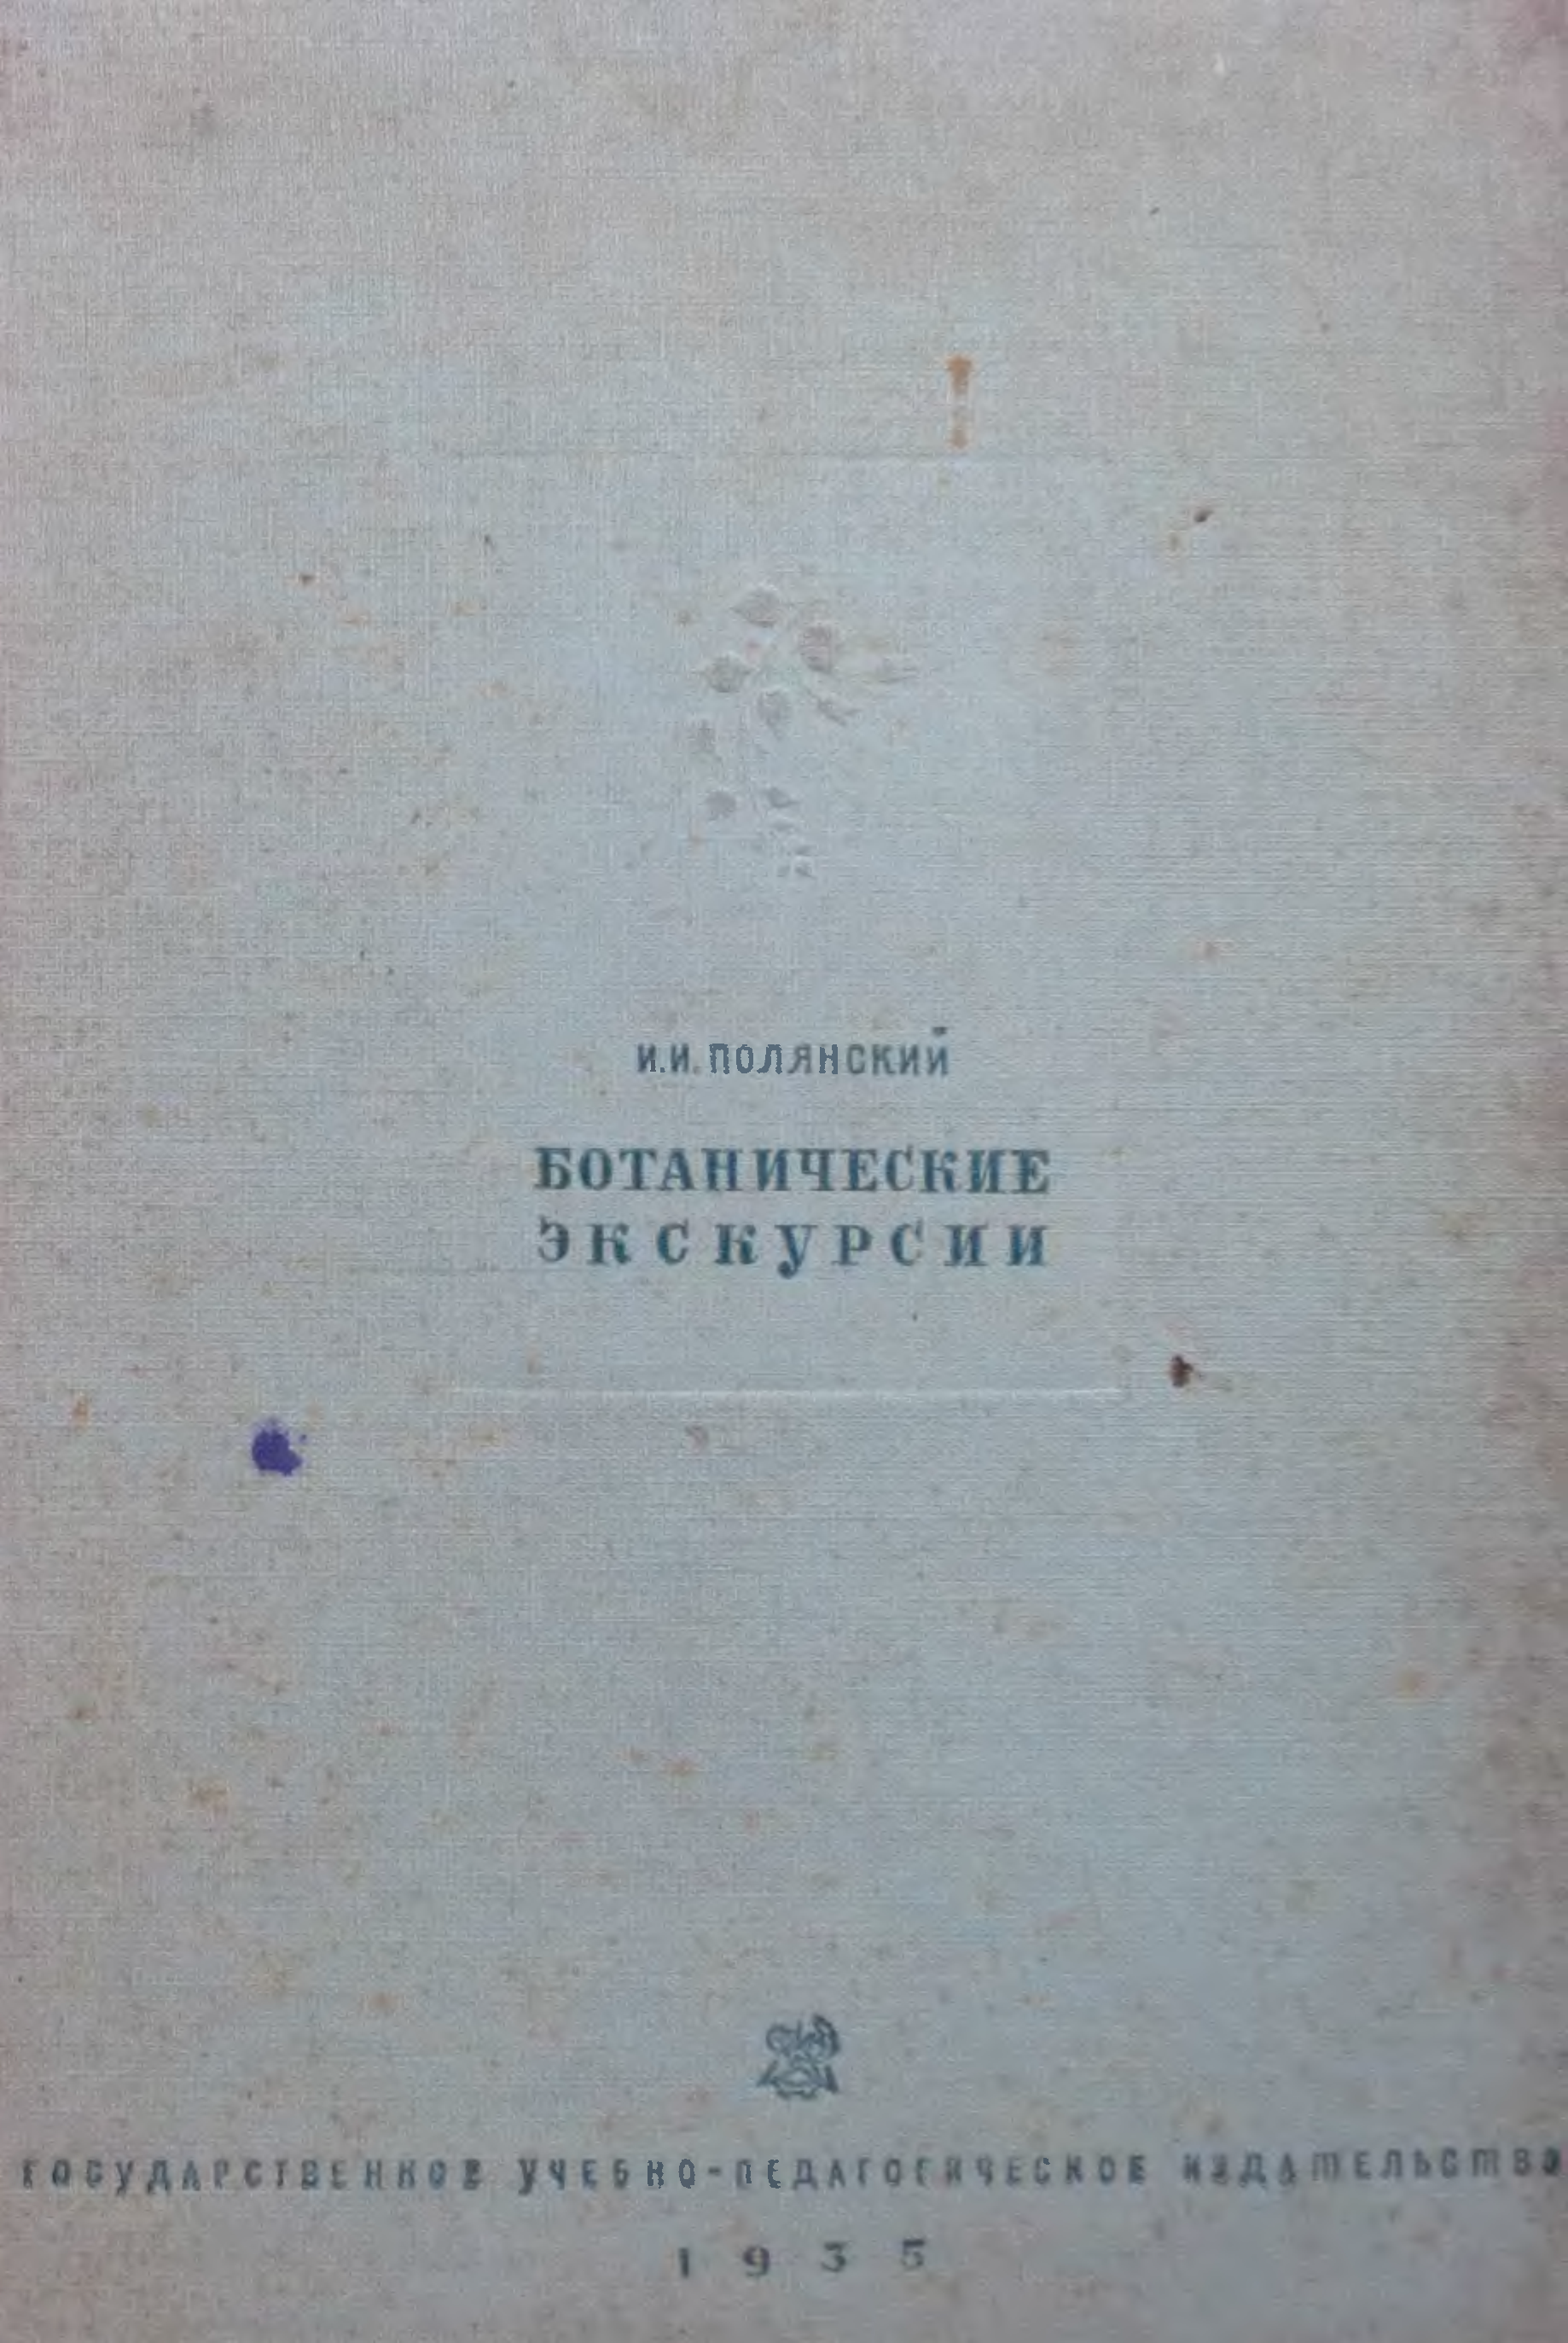 И.И. ПОЛЯНСКИЙ
БОТАНИЧЕСКИЕ
ЭКСКУРСИИ
ГОСУДАРСТВЕННОЕ УЧЕБНО-ПЕДАГОГИЧЕСКОЕ ИЗДАТЕЛЬСТВО
1935